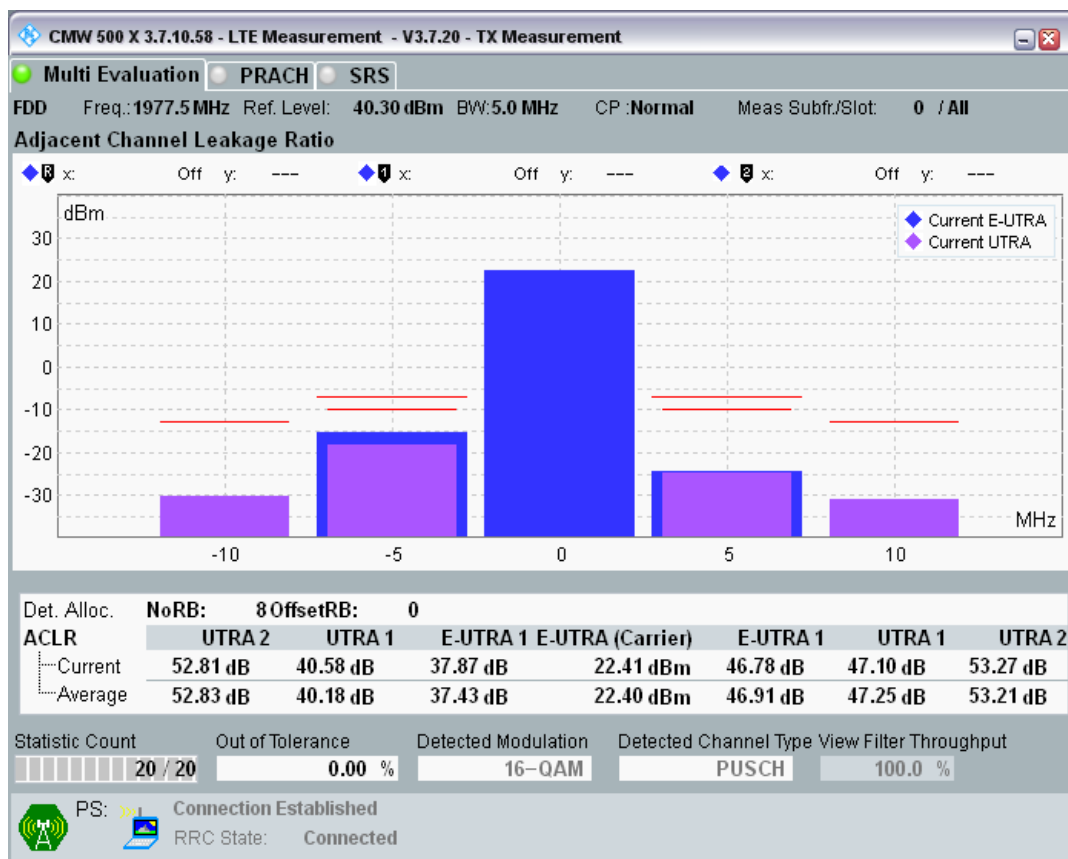 CMW 500 X 3.7.10.58 - LTE Measurement - V3.7.20 - TX Measurement
Multi Evaluation PRACH SRS
FDD Freq.: 1977.5 MHz Ref. Level: 40.30 dBm BW: 5.0 MHz CP : Normal Meas Subfr./Slot: 0 / All
Adjacent Channel Leakage Ratio
R x: Off y: --- 1 x: Off y: --- 2 x: Off y: ---
dBm
Current E-UTRA
Current UTRA
30
20
10
0
-10
-20
-30
MHz
-10 -5 0 5 10
Det. Alloc. NoRB: 8 OffsetRB: 0
ACLR UTRA 2 UTRA 1 E-UTRA 1 E-UTRA (Carrier) E-UTRA 1 UTRA 1 UTRA 2
Current 52.81 dB 40.58 dB 37.87 dB 22.41 dBm 46.78 dB 47.10 dB 53.27 dB
Average 52.83 dB 40.18 dB 37.43 dB 22.40 dBm 46.91 dB 47.25 dB 53.21 dB
Statistic Count Out of Tolerance Detected Modulation Detected Channel Type View Filter Throughput
20 / 20 0.00 % 16-QAM PUSCH 100.0 %
PS: Connection Established
RRC State: Connected